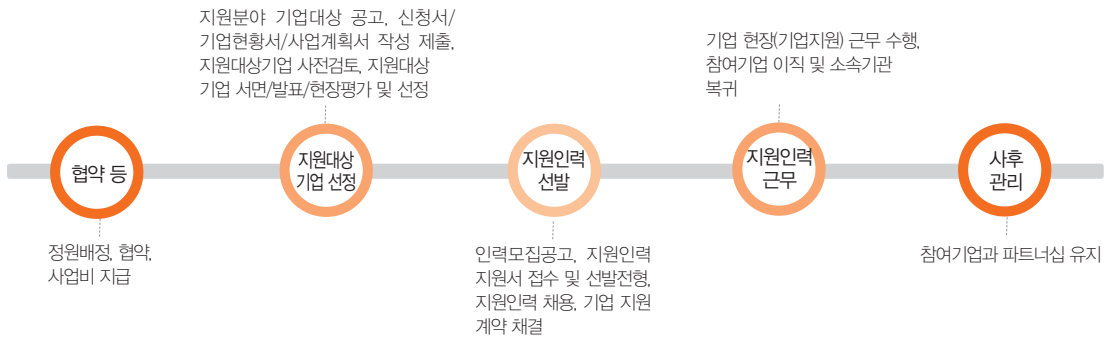 협약 등
정원배정, 협약,
사업비 지급
지원분야 기업대상 공고, 신청서/
기업현황서/사업계획서 작성 제출,
지원대상기업 사전검토, 지원대상
기업 서면/발표/현장평가 및 선정
지원대상
기업 선정
지원인력
선발
인력모집공고, 지원인력
지원서 접수 및 선발전형,
지원인력 채용, 기업 지원
계약 채결
기업 현장(기업지원) 근무 수행,
참여기업 이직 및 소속기관
복귀
지원인력
근무
사후
관리
참여기업과 파트너십 유지